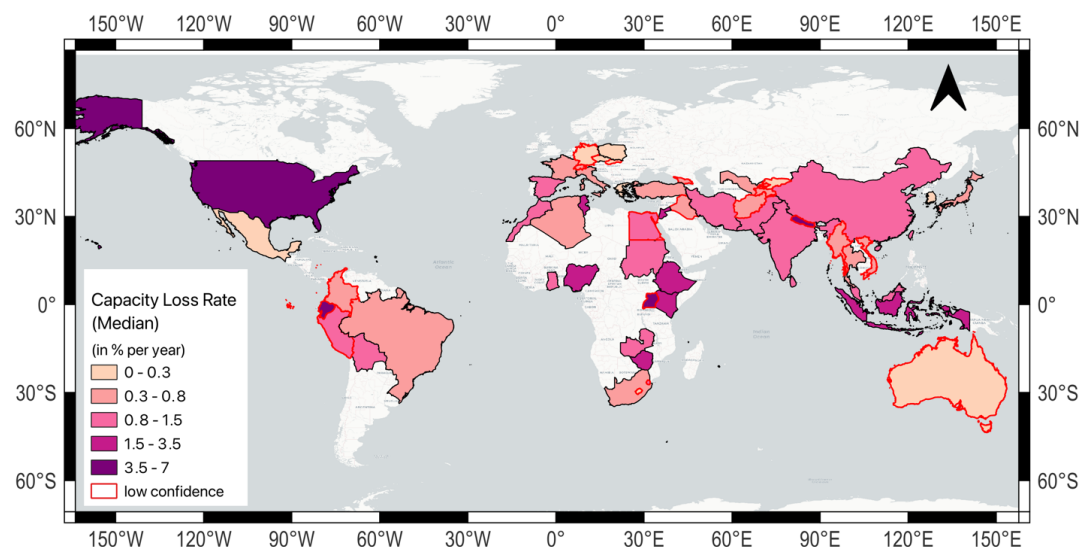 150°W 120°W 90°W 60°W 30°W 0° 30°E 60°E 90°E 120°E 150°E
60°N 60°N
30°N 30°N
Capacity Loss Rate
(Median)
(in % per year)
0 - 0.3
0.3 - 0.8
0.8 - 1.5
1.5 - 3.5
3.5 - 7
low confidence
0° 0°
30°S 30°S
60°S 60°S
150°W 120°W 90°W 60°W 30°W 0° 30°E 60°E 90°E 120°E 150°E